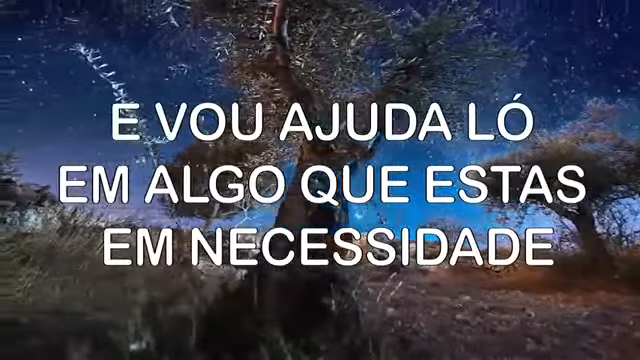 E VOU AJUDA LÓ
EM ALGO QUE ESTAS
EM NECESSIDADE